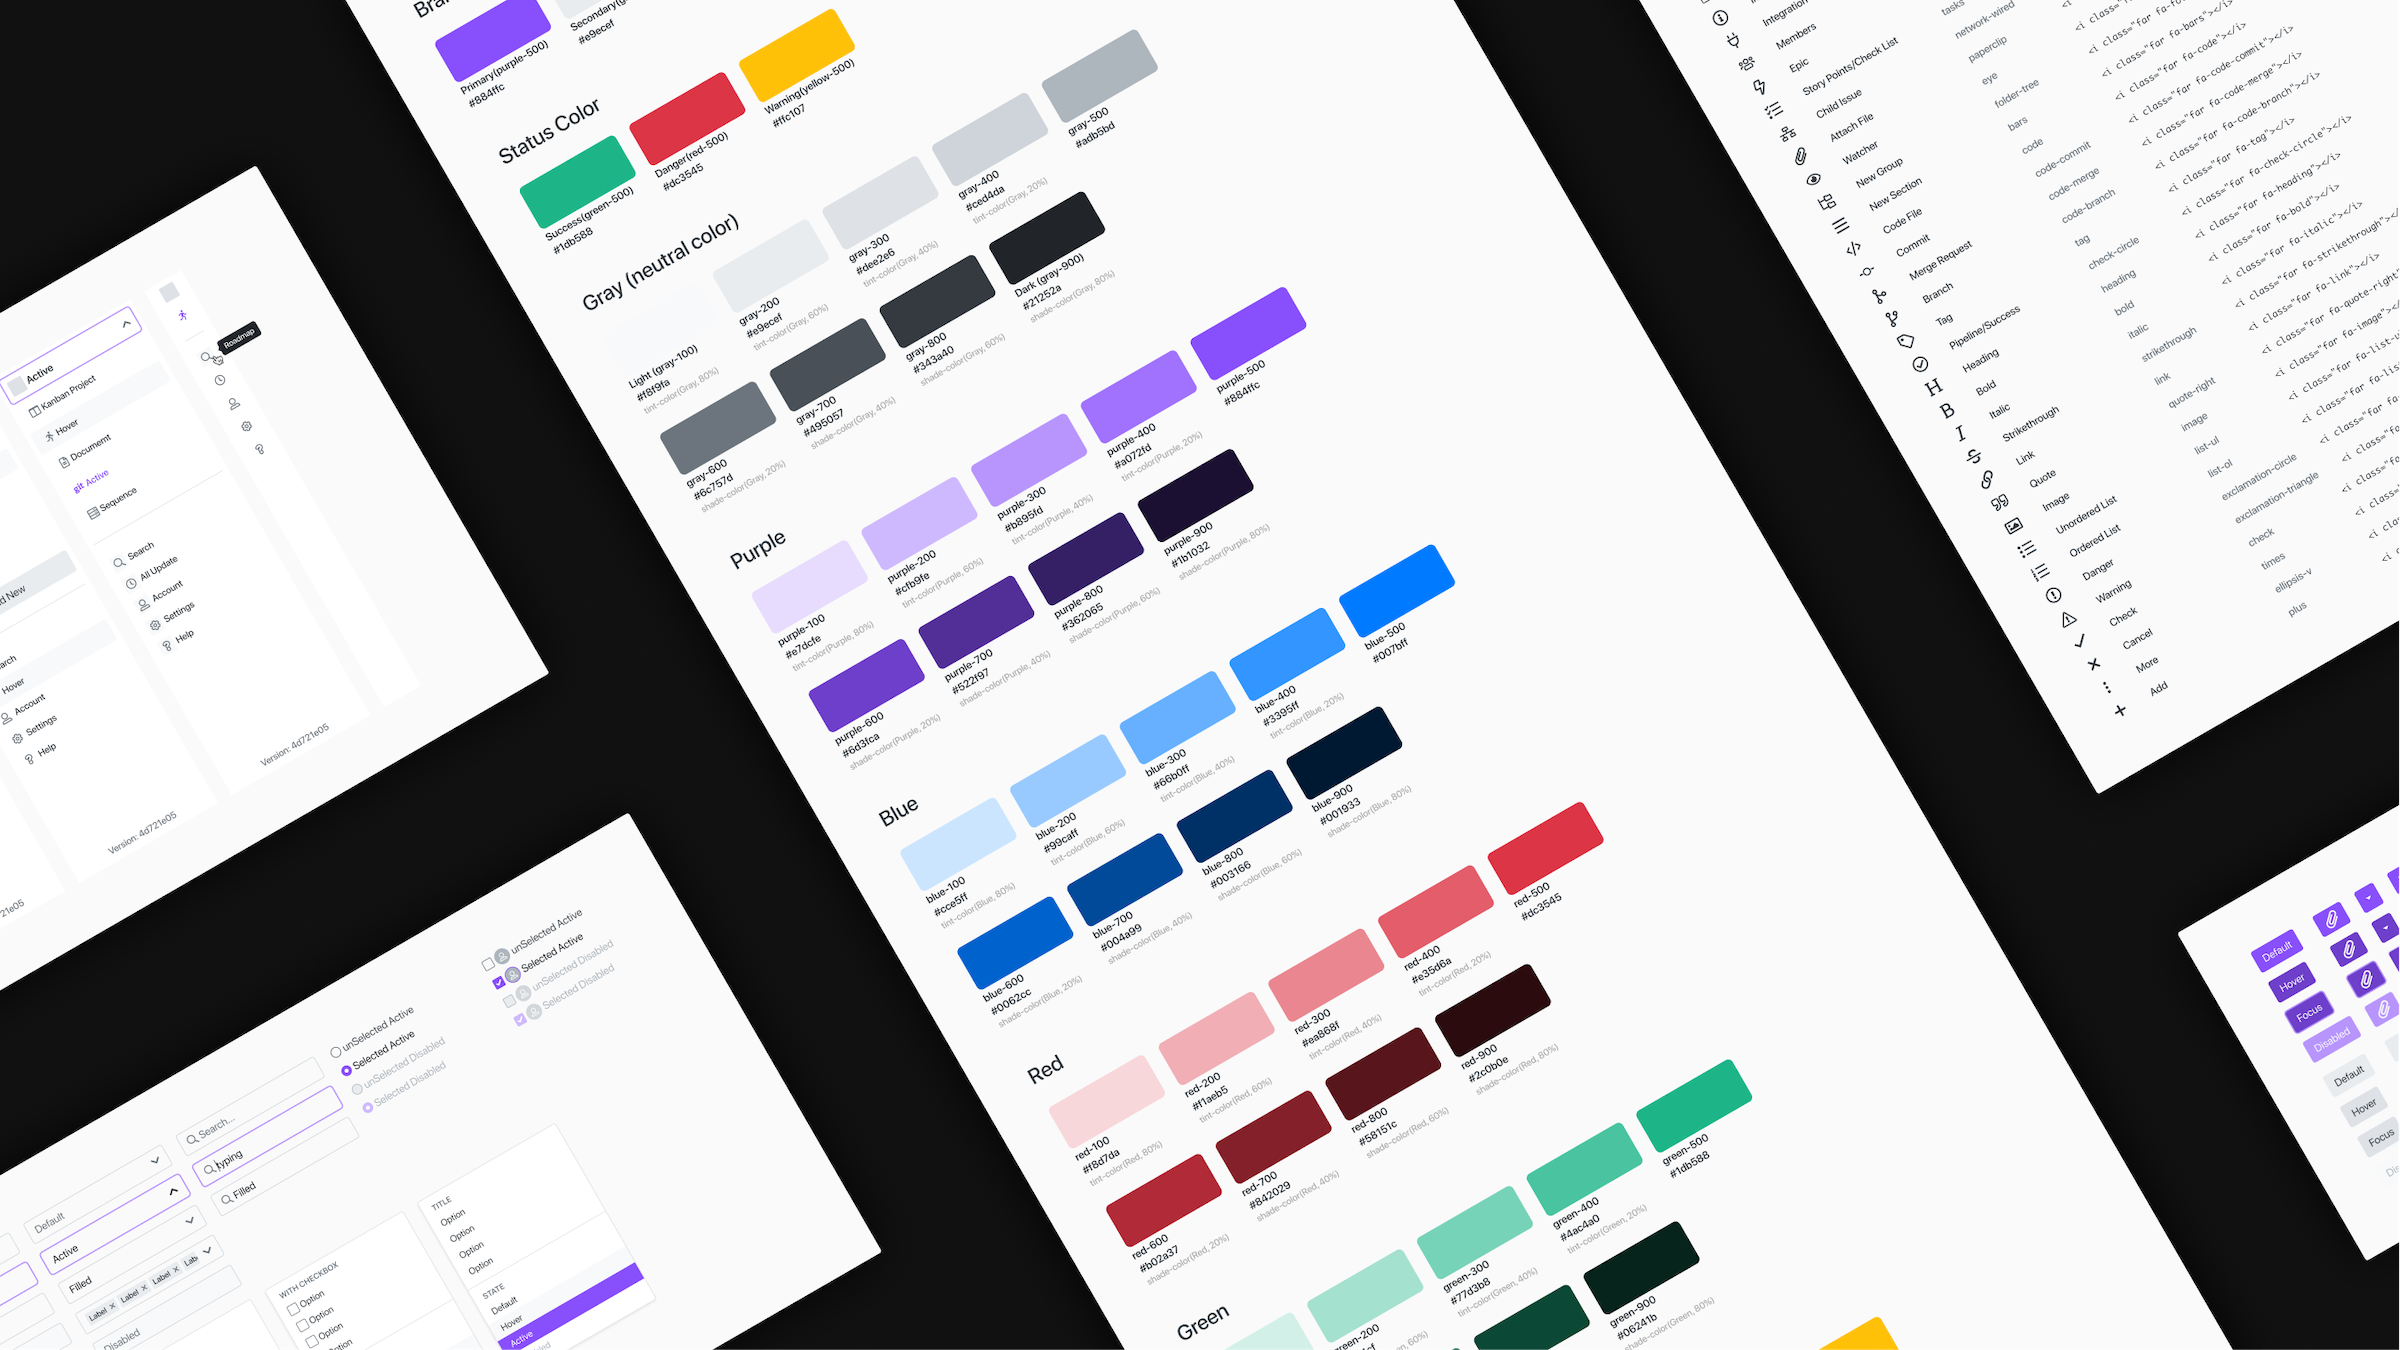 Active
Kanban Project
Hover
Document
git Active
Sequence
Search
All Update
Account
Settings
Help
Version: 4d721e05
Roadmap
Hover
Account
Settings
Help
Version: 4d721e05
Status Color
Primary(purple-500)
#884ffc
#e9ecef
Success(green-500)
#1db588
Danger(red-500)
#dc3545
Warning(yellow-500)
#ffc107
Gray (neutral color)
Light (gray-100)
#f8f9fa
tint-color(Gray, 80%)
gray-200
#e9ecef
tint-color(Gray, 60%)
gray-300
#dee2e6
tint-color(Gray, 40%)
gray-400
#ced4da
tint-color(Gray, 20%)
gray-500
#adb5bd
gray-600
#6c757d
shade-color(Gray, 20%)
gray-700
#495057
shade-color(Gray, 40%)
gray-800
#343a40
shade-color(Gray, 60%)
Dark (gray-900)
#21252a
shade-color(Gray, 80%)
Purple
purple-100
#e7dcfe
tint-color(Purple, 80%)
purple-200
#cfb9fe
tint-color(Purple, 60%)
purple-300
#b895fd
tint-color(Purple, 40%)
purple-400
#a072fd
tint-color(Purple, 20%)
purple-500
#884ffc
purple-600
#6d3fca
shade-color(Purple, 20%)
purple-700
#522f97
shade-color(Purple, 40%)
purple-800
#362065
shade-color(Purple, 60%)
purple-900
#1b1032
shade-color(Purple, 80%)
Blue
blue-100
#cce5ff
tint-color(Blue, 80%)
blue-200
#99caff
tint-color(Blue, 60%)
blue-300
#66b0ff
tint-color(Blue, 40%)
blue-400
#3395ff
tint-color(Blue, 20%)
blue-500
#007bff
blue-600
#0062cc
shade-color(Blue, 20%)
blue-700
#004a99
shade-color(Blue, 40%)
blue-800
#003166
shade-color(Blue, 60%)
blue-900
#001933
shade-color(Blue, 80%)
Red
red-100
#f8d7da
tint-color(Red, 80%)
red-200
#f1aeb5
tint-color(Red, 60%)
red-300
#ea868f
tint-color(Red, 40%)
red-400
#e35d6a
tint-color(Red, 20%)
red-500
#dc3545
red-600
#b02a37
shade-color(Red, 20%)
red-700
#842029
shade-color(Red, 40%)
red-800
#58151c
shade-color(Red, 60%)
red-900
#2c0b0e
shade-color(Red, 80%)
Green
green-300
#77d3b8
tint-color(Green, 40%)
green-400
#4ac4a0
tint-color(Green, 20%)
green-500
#1db588
green-900
#06241b
shade-color(Green, 80%)
Integration
Members
Epic
Story Points/Check List
Child Issue
Attach File
Watcher
New Group
New Section
Code File
Commit
Merge Request
Branch
Tag
Pipeline/Success
Heading
Bold
Italic
Strikethrough
Link
Quote
Image
Unordered List
Ordered List
Danger
Warning
Check
Cancel
More
Add
tasks
network-wired
paperclip
eye
folder-tree
bars
code
code-commit
code-merge
code-branch
tag
check-circle
heading
bold
italic
strikethrough
link
quote-right
image
list-ul
list-ol
exclamation-circle
exclamation-triangle
check
times
ellipsis-v
plus
<i class="far fa-bars"></i>
<i class="far fa-code"></i>
<i class="far fa-code-commit"></i>
<i class="far fa-code-merge"></i>
<i class="far fa-code-branch"></i>
<i class="far fa-tag"></i>
<i class="far fa-check-circle"></i>
<i class="far fa-heading"></i>
<i class="far fa-bold"></i>
<i class="far fa-italic"></i>
<i class="far fa-strikethrough"></i>
<i class="far fa-link"></i>
unSelected Active
Selected Active
unSelected Disabled
Selected Disabled
unSelected Active
Selected Active
unSelected Disabled
Selected Disabled
Search...
typing
Filled
Default
Active
Filled
Label × Label × Label ×
Disabled
WITH CHECKBOX
Option
Option
Option
TITLE
Option
Option
Option
Option
STATE
Default
Hover
Active
Default
Hover
Focus
Disabled
Default
Hover
Focus